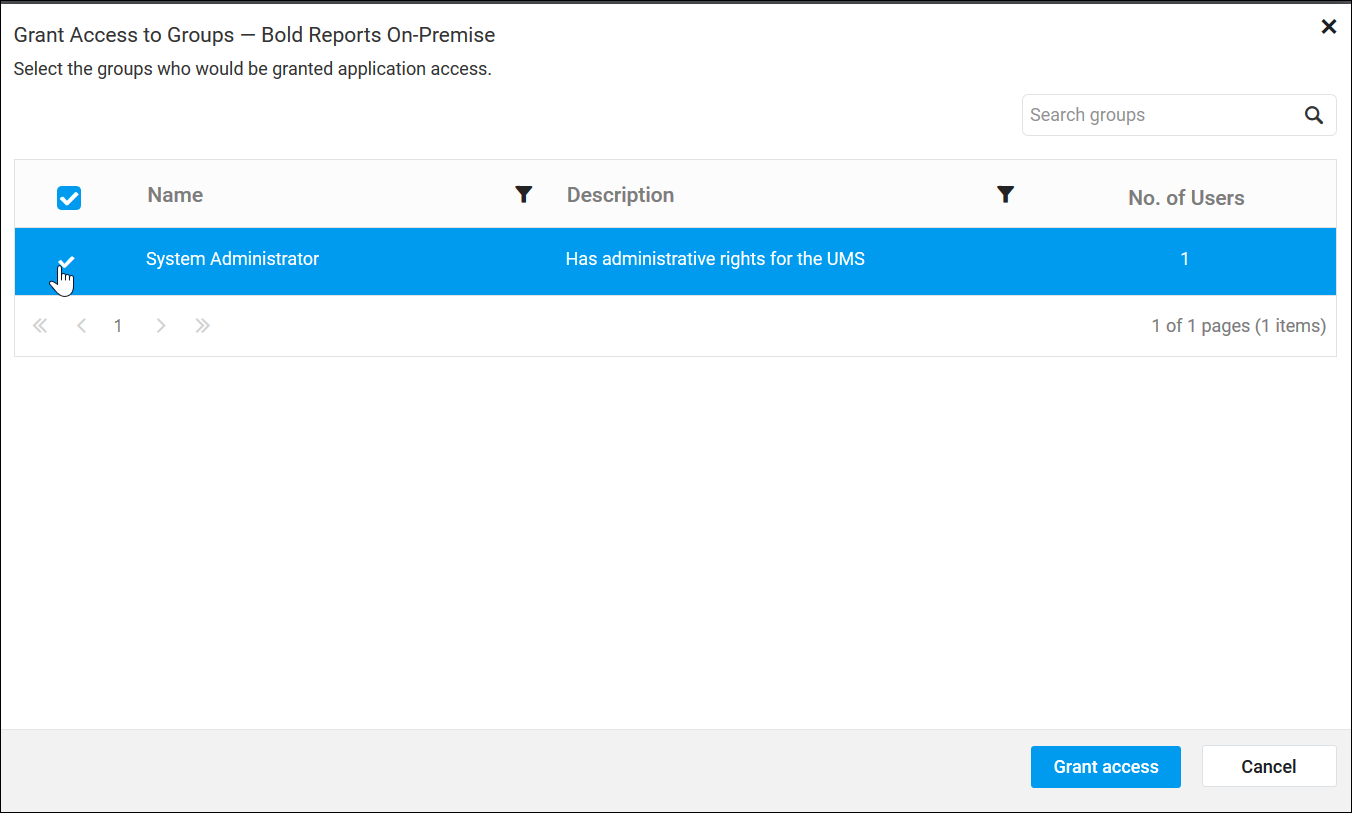 Grant Access to Groups — Bold Reports On-Premise
Select the groups who would be granted application access.
Search groups
Name Description No. of Users
System Administrator Has administrative rights for the UMS 1
1 1 of 1 pages (1 items)
Grant access Cancel